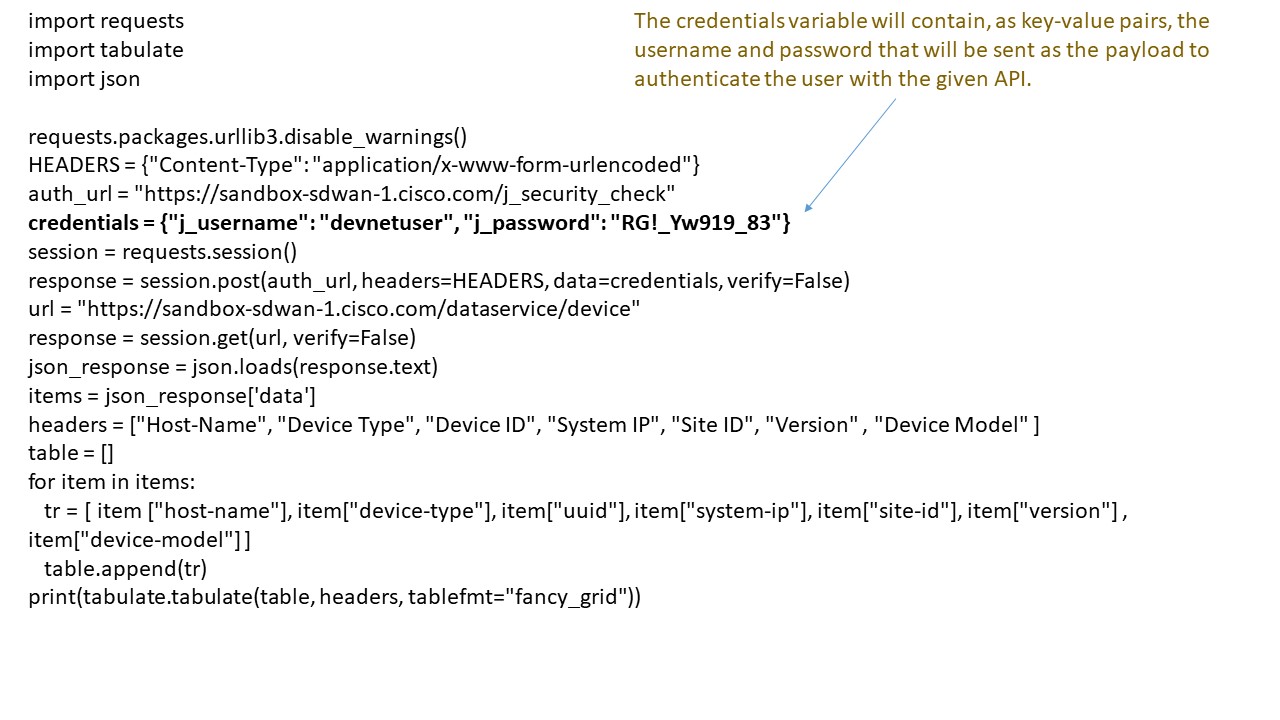 import requests
import tabulate
import json
The credentials variable will contain, as key-value pairs, the
username and password that will be sent as the payload to
authenticate the user with the given API.
requests.packages.urllib3.disable_warnings()
HEADERS = {"Content-Type": "application/x-www-form-urlencoded"}
auth_url = "https://sandbox-sdwan-1.cisco.com/j_security_check"
credentials = {"j_username": "devnetuser", "j_password": "RG!_Yw919_83"}
session = requests.session()
response = session.post(auth_url, headers=HEADERS, data=credentials, verify=False)
url = "https://sandbox-sdwan-1.cisco.com/dataservice/device"
response = session.get(url, verify=False)
json_response = json.loads(response.text)
items = json_response['data']
headers = ["Host-Name", "Device Type", "Device ID", "System IP", "Site ID", "Version" , "Device Model" ]
table = []
for item in items:
tr = [ item ["host-name"], item["device-type"], item["uuid"], item["system-ip"], item["site-id"], item["version"] ,
item["device-model"] ]
table.append(tr)
print(tabulate.tabulate(table, headers, tablefmt="fancy_grid"))